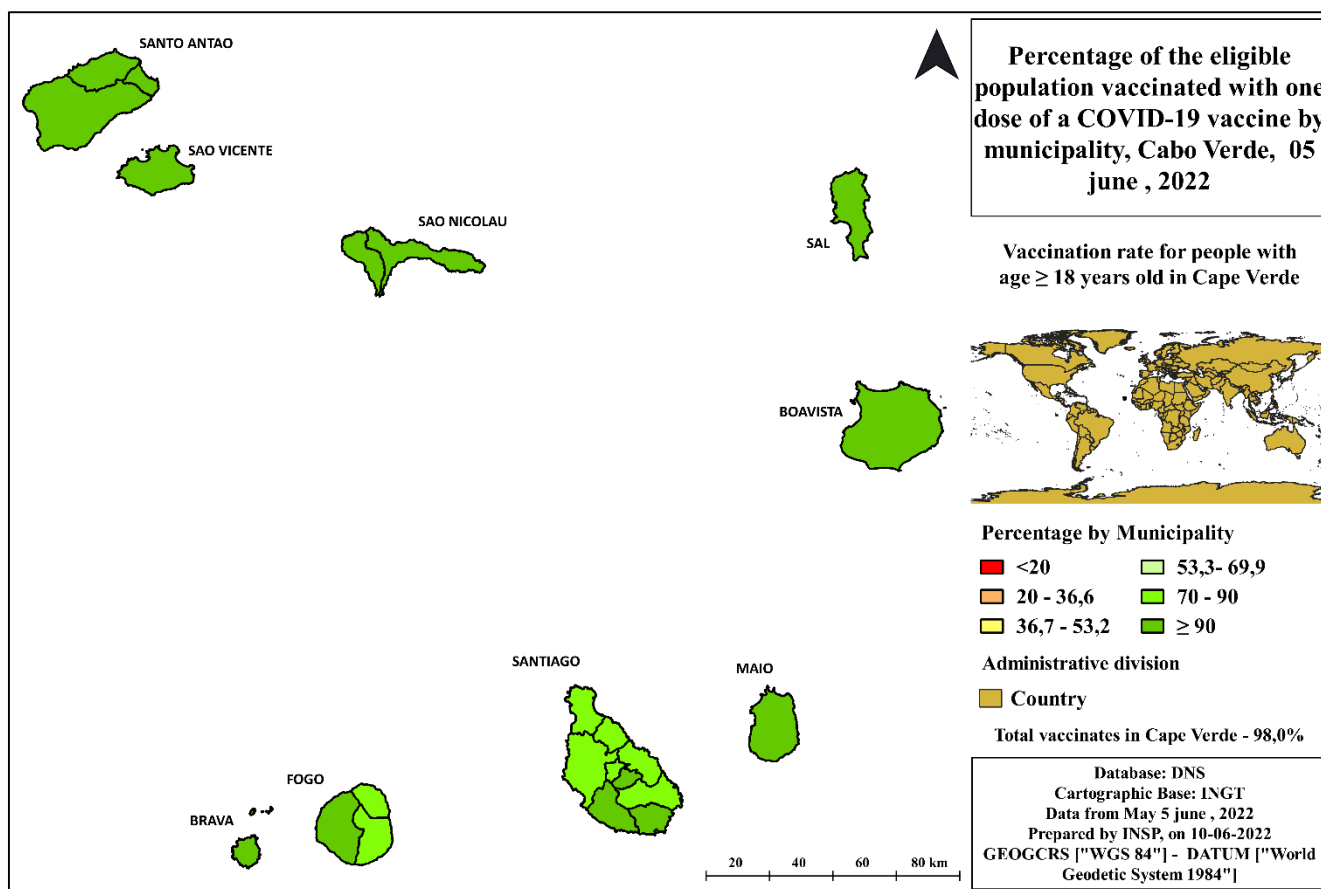 SANTO ANTAO
SAO VICENTE
SAO NICOLAU
SAL
BOAVISTA
SANTIAGO
MAIO
FOGO
BRAVA
20 40 60 80 km
Percentage of the eligible
population vaccinated with one
dose of a COVID-19 vaccine by
municipality, Cabo Verde, 05
june , 2022
Vaccination rate for people with
age ≥ 18 years old in Cape Verde
Percentage by Municipality
<20
20 - 36,6
36,7 - 53,2
53,3- 69,9
70 - 90
≥ 90
Administrative division
Country
Total vaccinates in Cape Verde - 98,0%
Database: DNS
Cartographic Base: INGT
Data from May 5 june , 2022
Prepared by INSP, on 10-06-2022
GEOGCRS ["WGS 84"] - DATUM ["World
Geodetic System 1984"]